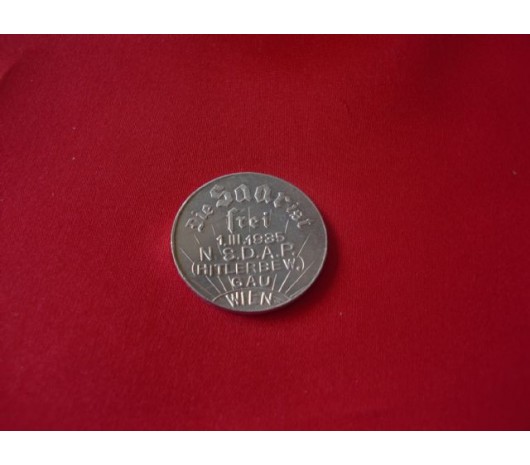 Die Saar ist
frei
1.III.1935
N.S.D.A.P.
(HITLERBEW.)
GAU
WIEN